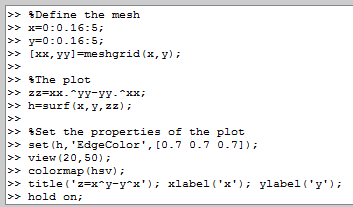 >> %Define the mesh
>> x=0:0.16:5;
>> y=0:0.16:5;
>> [xx,yy]=meshgrid(x,y);
>>
>> %The plot
>> zz=xx.^yy-yy.^xx;
>> h=surf(x,y,zz);
>>
>> %Set the properties of the plot
>> set(h,'EdgeColor',[0.7 0.7 0.7]);
>> view(20,50);
>> colormap(hsv);
>> title('z=x^y-y^x'); xlabel('x'); ylabel('y');
>> hold on;